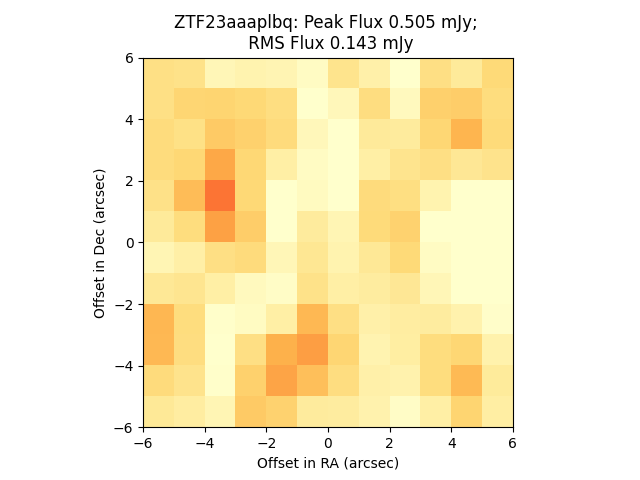 ZTF23aaaplbq: Peak Flux 0.505 mJy;
RMS Flux 0.143 mJy
6
4
2
0
−2
−4
−6
Offset in Dec (arcsec)
−6 −4 −2 0 2 4 6
Offset in RA (arcsec)